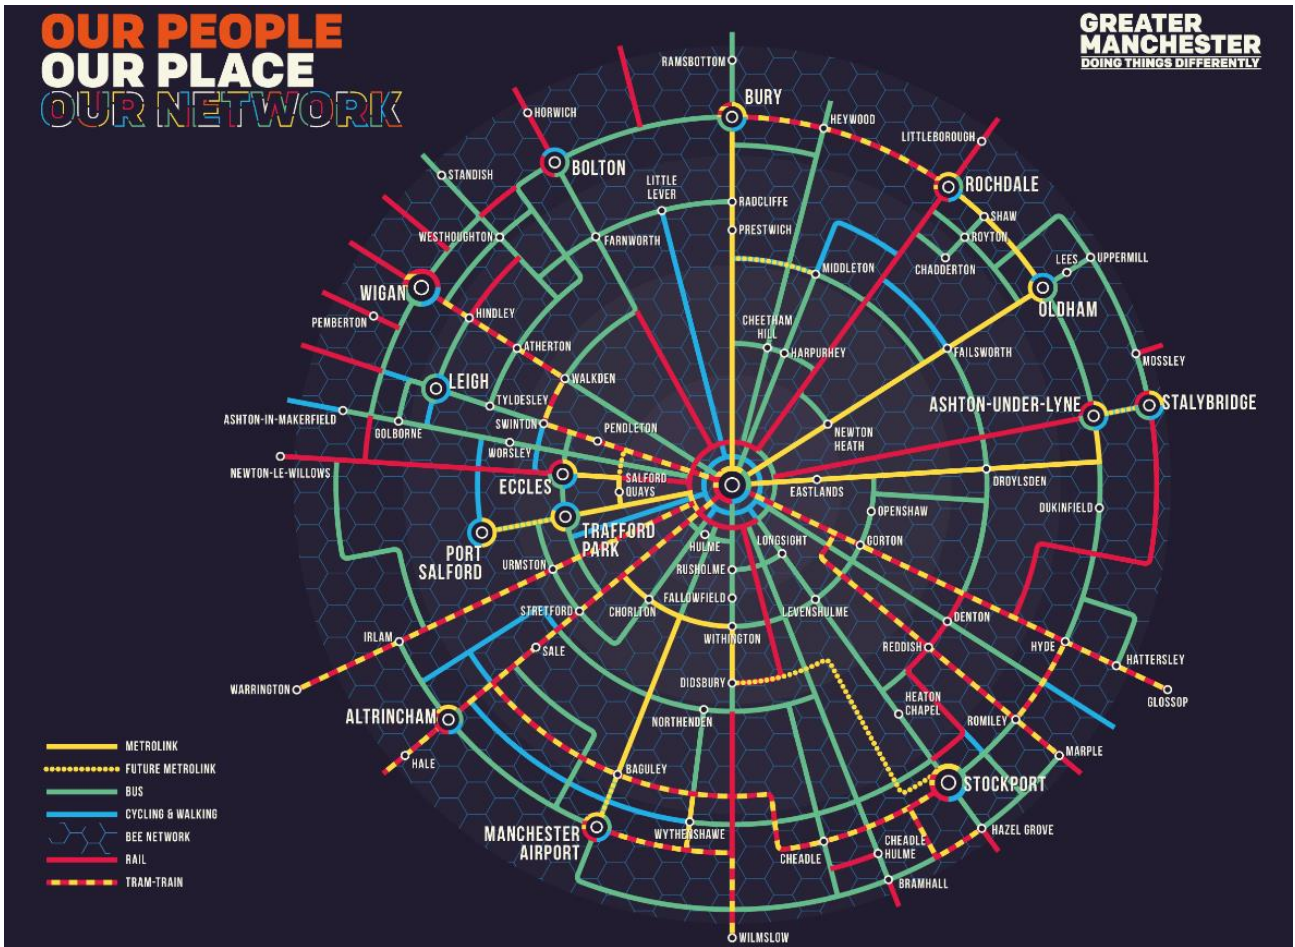 OUR PEOPLE
OUR PLACE
OUR NETWORK
GREATER
MANCHESTER
DOING THINGS DIFFERENTLY
RAMSBOTTOM
BURY
HEYWOOD
HORWICH
LITTLEBOROUGH
BOLTON
ROCHDALE
STANDISH
LITTLE
LEVER
RADCLIFFE
SHAW
PRESTWICH
WESTHOUGHTON
FARNWORTH
ROYTON
CHADDERTON
LEES
UPPERMILL
MIDDLETON
WIGAN
OLDHAM
PEMBERTON
HINDLEY
CHEETHAM
HILL
HARPURHEY
ATHERTON
FAILSWORTH
MOSSLEY
LEIGH
WALKDEN
TYLDESLEY
ASHTON-UNDER-LYNE
STALYBRIDGE
ASHTON-IN-MAKERFIELD
GOLBORNE
SWINTON
PENDLETON
NEWTON
HEATH
WORSLEY
NEWTON-LE-WILLOWS
ECCLES
SALFORD
QUAYS
EASTLANDS
DROYLSDEN
OPENSHAW
DUKINFIELD
TRAFFORD
PARK
PORT
SALFORD
HULME
LONGSIGHT
GORTON
URMSTON
RUSHOLME
STRETFORD
CHORLTON
FALLOWFIELD
LEVENSHULME
DENTON
IRLAM
WITHINGTON
SALE
REDDISH
HYDE
HATTERSLEY
WARRINGTON
DIDSBURY
GLOSSOP
ALTRINCHAM
NORTHENDEN
HEATON
CHAPEL
ROMILEY
HALE
MARPLE
BAGULEY
STOCKPORT
MANCHESTER
AIRPORT
WYTHENSHAWE
HAZEL GROVE
CHEADLE
CHEADLE
HULME
BRAMHALL
WILMSLOW
METROLINK
FUTURE METROLINK
BUS
CYCLING & WALKING
BEE NETWORK
RAIL
TRAM-TRAIN